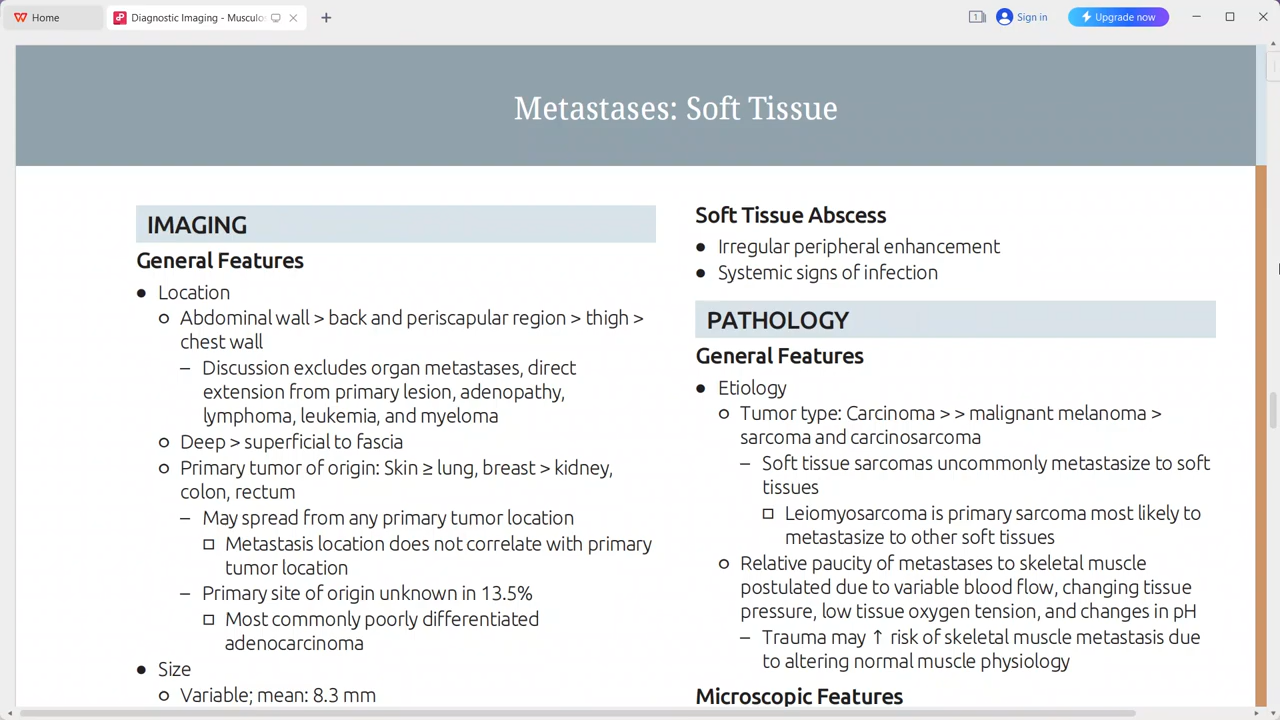 Home
Diagnostic Imaging - Musculos
1
Sign in
Upgrade now
Metastases: Soft Tissue
IMAGING
General Features
● Location
○ Abdominal wall > back and periscapular region > thigh >
chest wall
– Discussion excludes organ metastases, direct
extension from primary lesion, adenopathy,
lymphoma, leukemia, and myeloma
○ Deep > superficial to fascia
○ Primary tumor of origin: Skin ≥ lung, breast > kidney,
colon, rectum
– May spread from any primary tumor location
□ Metastasis location does not correlate with primary
tumor location
– Primary site of origin unknown in 13.5%
□ Most commonly poorly differentiated
adenocarcinoma
● Size
○ Variable; mean: 8.3 mm
Soft Tissue Abscess
● Irregular peripheral enhancement
● Systemic signs of infection
PATHOLOGY
General Features
● Etiology
○ Tumor type: Carcinoma > > malignant melanoma >
sarcoma and carcinosarcoma
– Soft tissue sarcomas uncommonly metastasize to soft
tissues
□ Leiomyosarcoma is primary sarcoma most likely to
metastasize to other soft tissues
○ Relative paucity of metastases to skeletal muscle
postulated due to variable blood flow, changing tissue
pressure, low tissue oxygen tension, and changes in pH
– Trauma may ↑ risk of skeletal muscle metastasis due
to altering normal muscle physiology
Microscopic Features